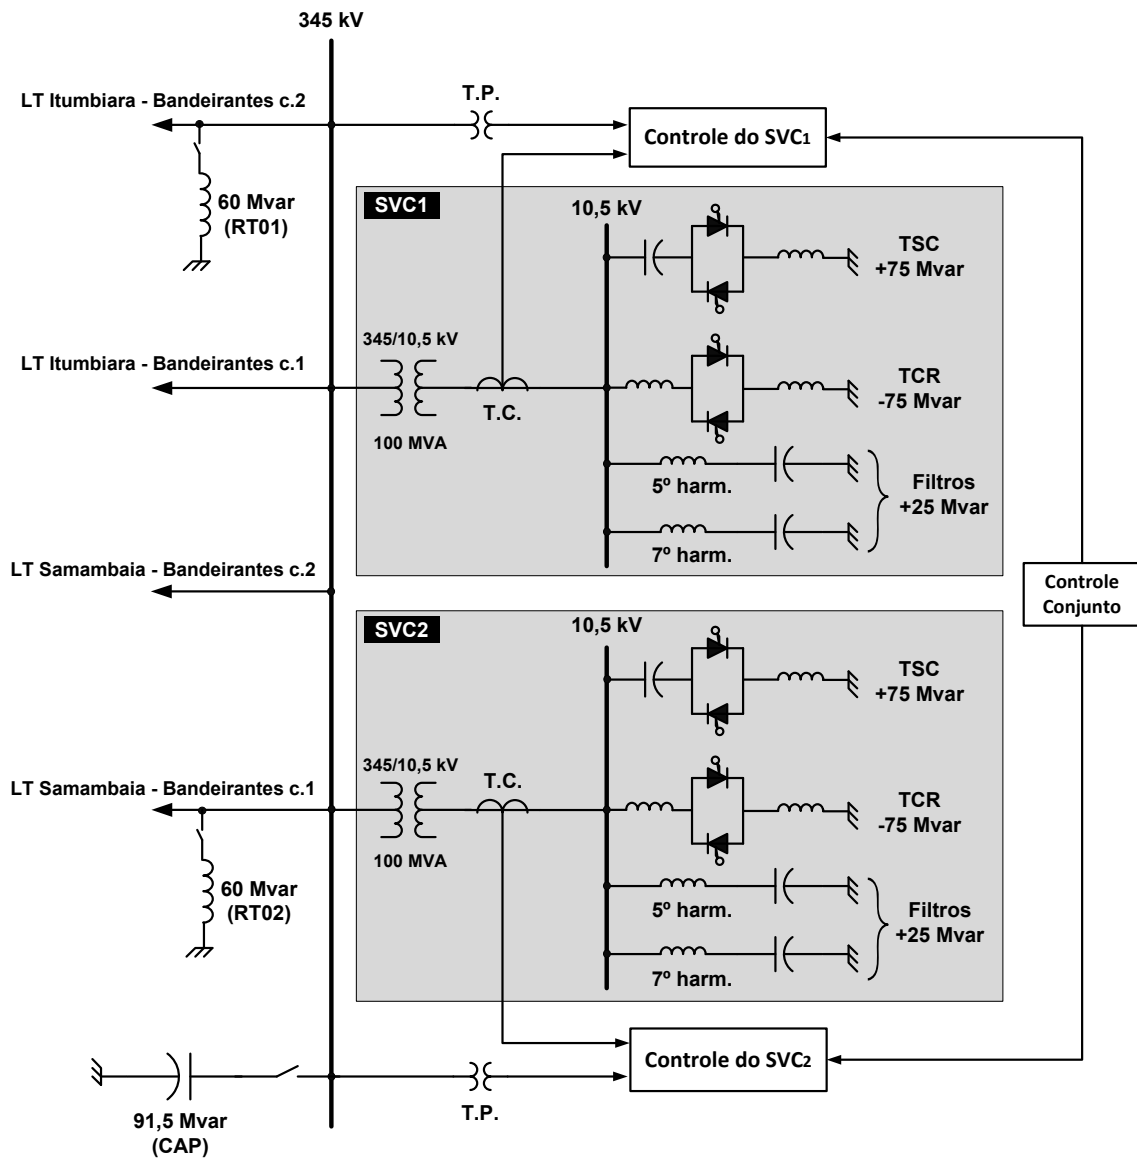 345 kV
LT Itumbiara - Bandeirantes c.2
T.P.
Controle do SVC1
60 Mvar
(RT01)
SVC1
10,5 kV
TSC
+75 Mvar
345/10,5 kV
LT Itumbiara - Bandeirantes c.1
T.C.
100 MVA
TCR
-75 Mvar
5º harm.
7º harm.
Filtros
+25 Mvar
LT Samambaia - Bandeirantes c.2
Controle
Conjunto
SVC2
10,5 kV
TSC
+75 Mvar
345/10,5 kV
T.C.
LT Samambaia - Bandeirantes c.1
100 MVA
TCR
-75 Mvar
60 Mvar
(RT02)
5º harm.
7º harm.
Filtros
+25 Mvar
Controle do SVC2
T.P.
91,5 Mvar
(CAP)